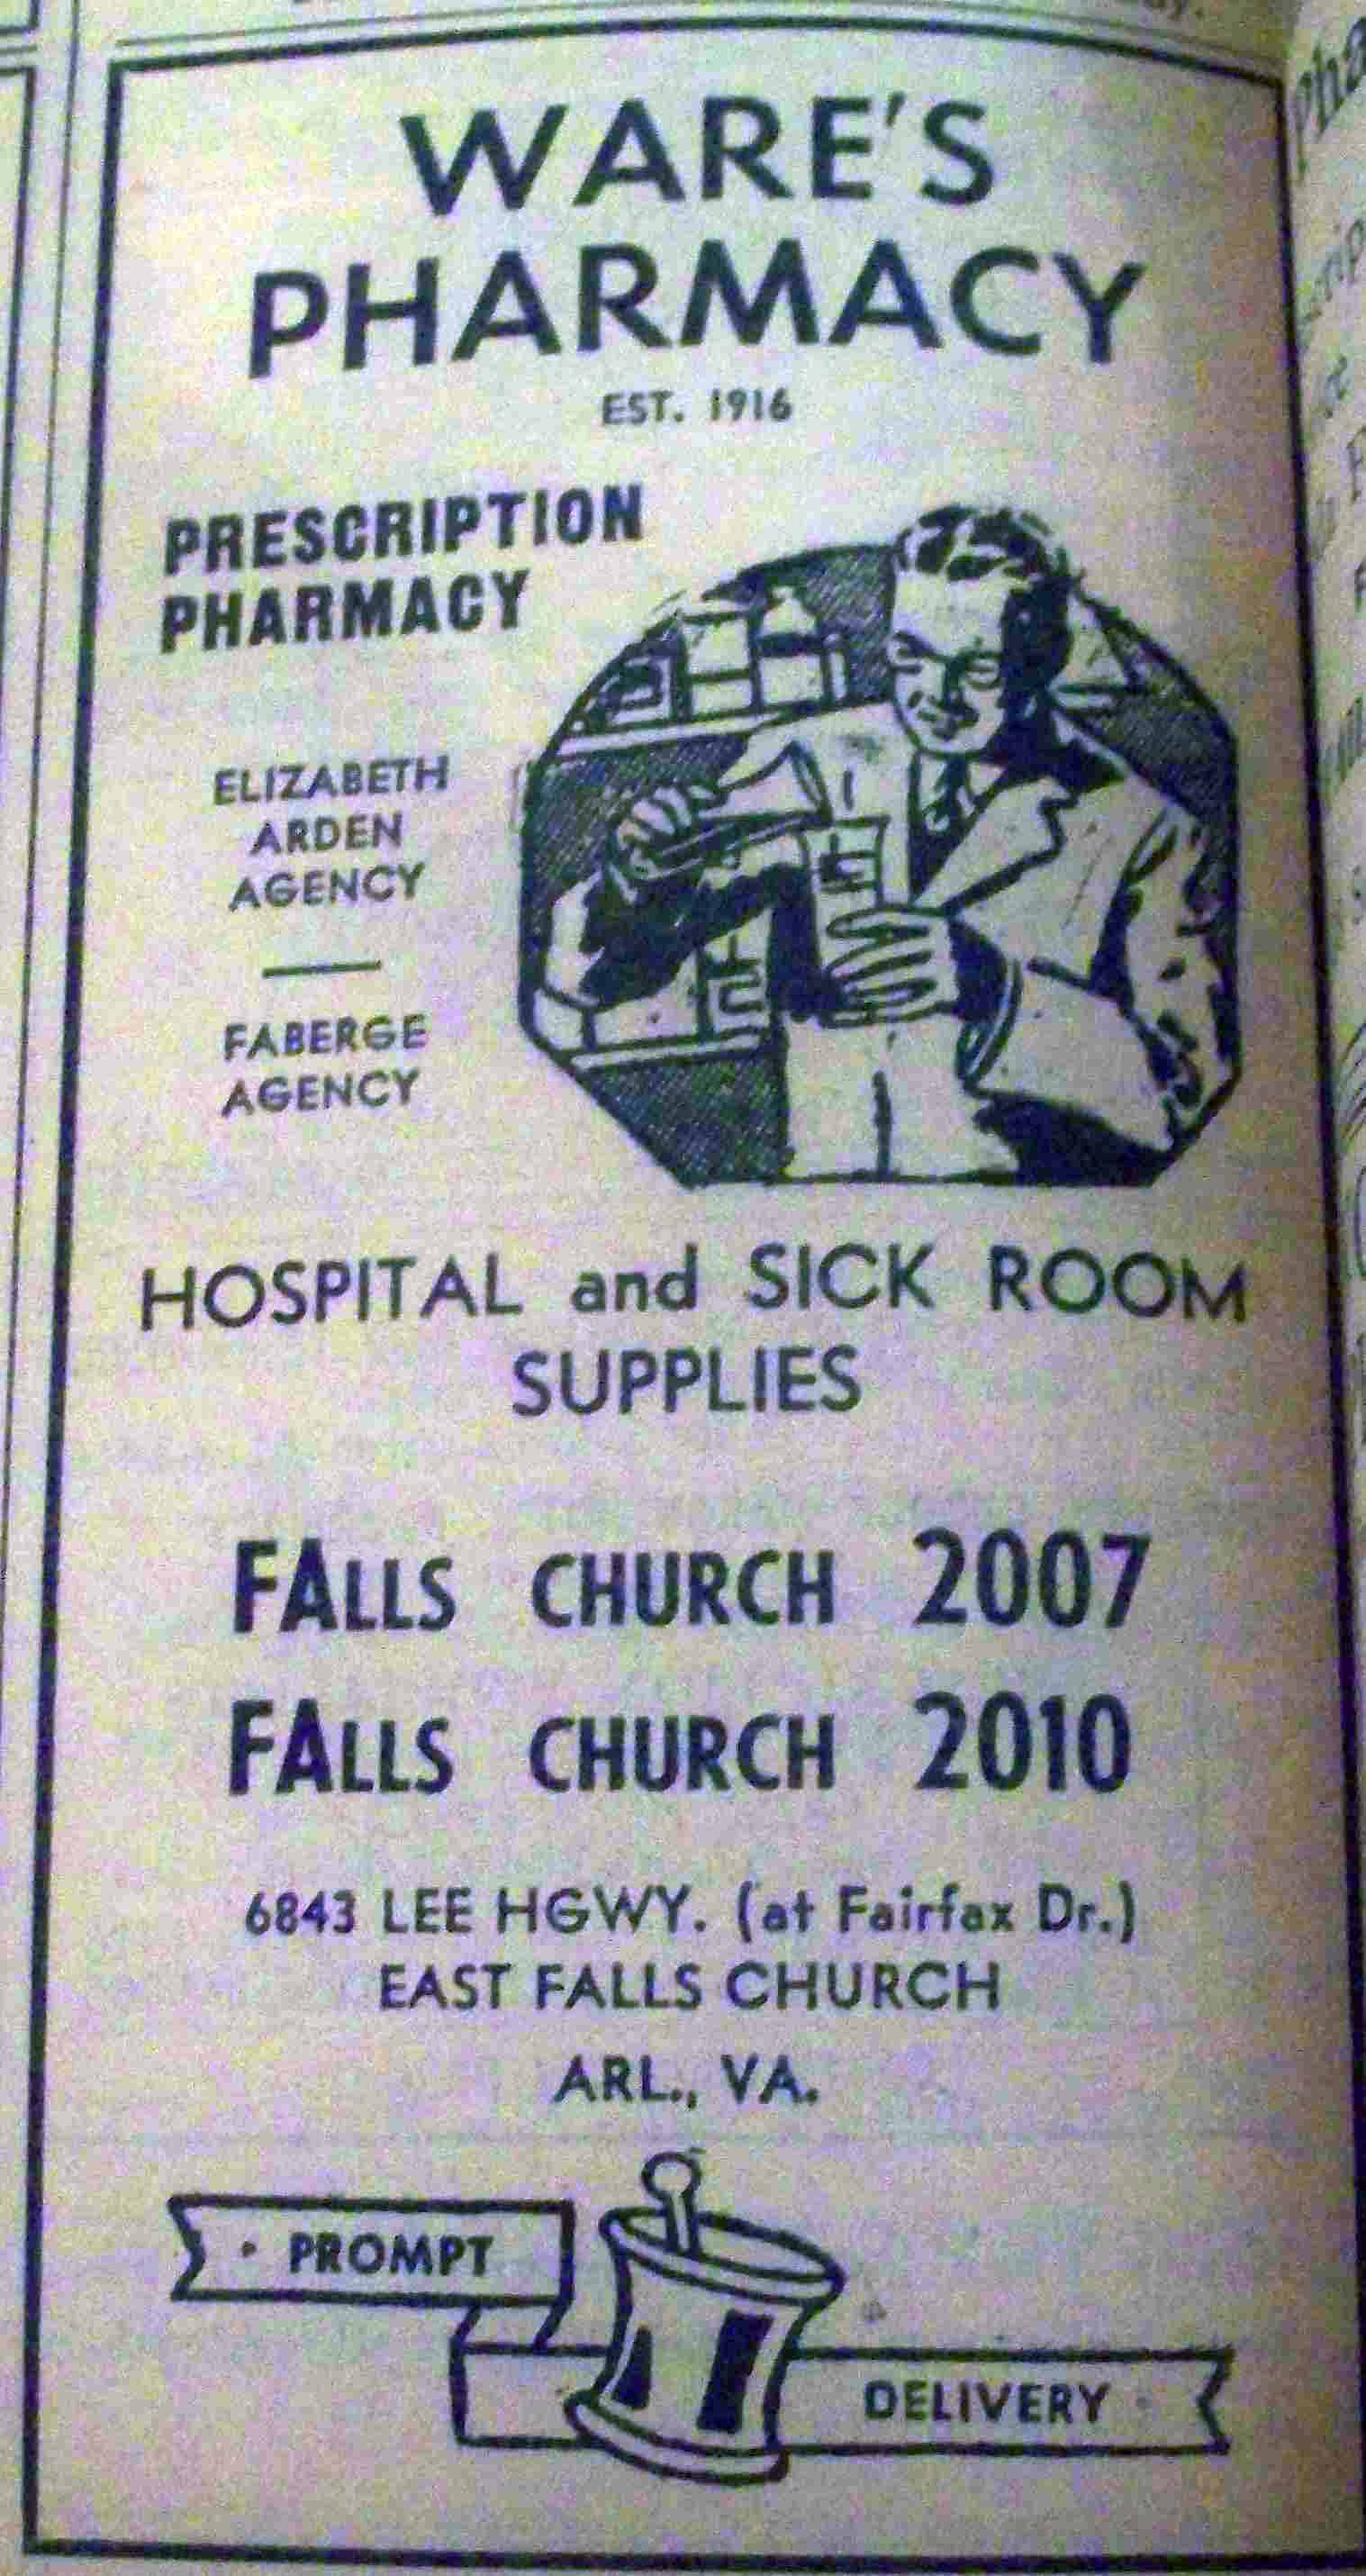 WARE'S
PHARMACY
EST. 1916
PRESCRIPTION
PHARMACY
ELIZABETH
ARDEN
AGENCY
FABERGE
AGENCY
HOSPITAL and SICK ROOM
SUPPLIES
FALLS CHURCH 2007
FALLS CHURCH 2010
6843 LEE HGWY. (at Fairfax Dr.)
EAST FALLS CHURCH
ARL., VA.
• PROMPT
DELIVERY •